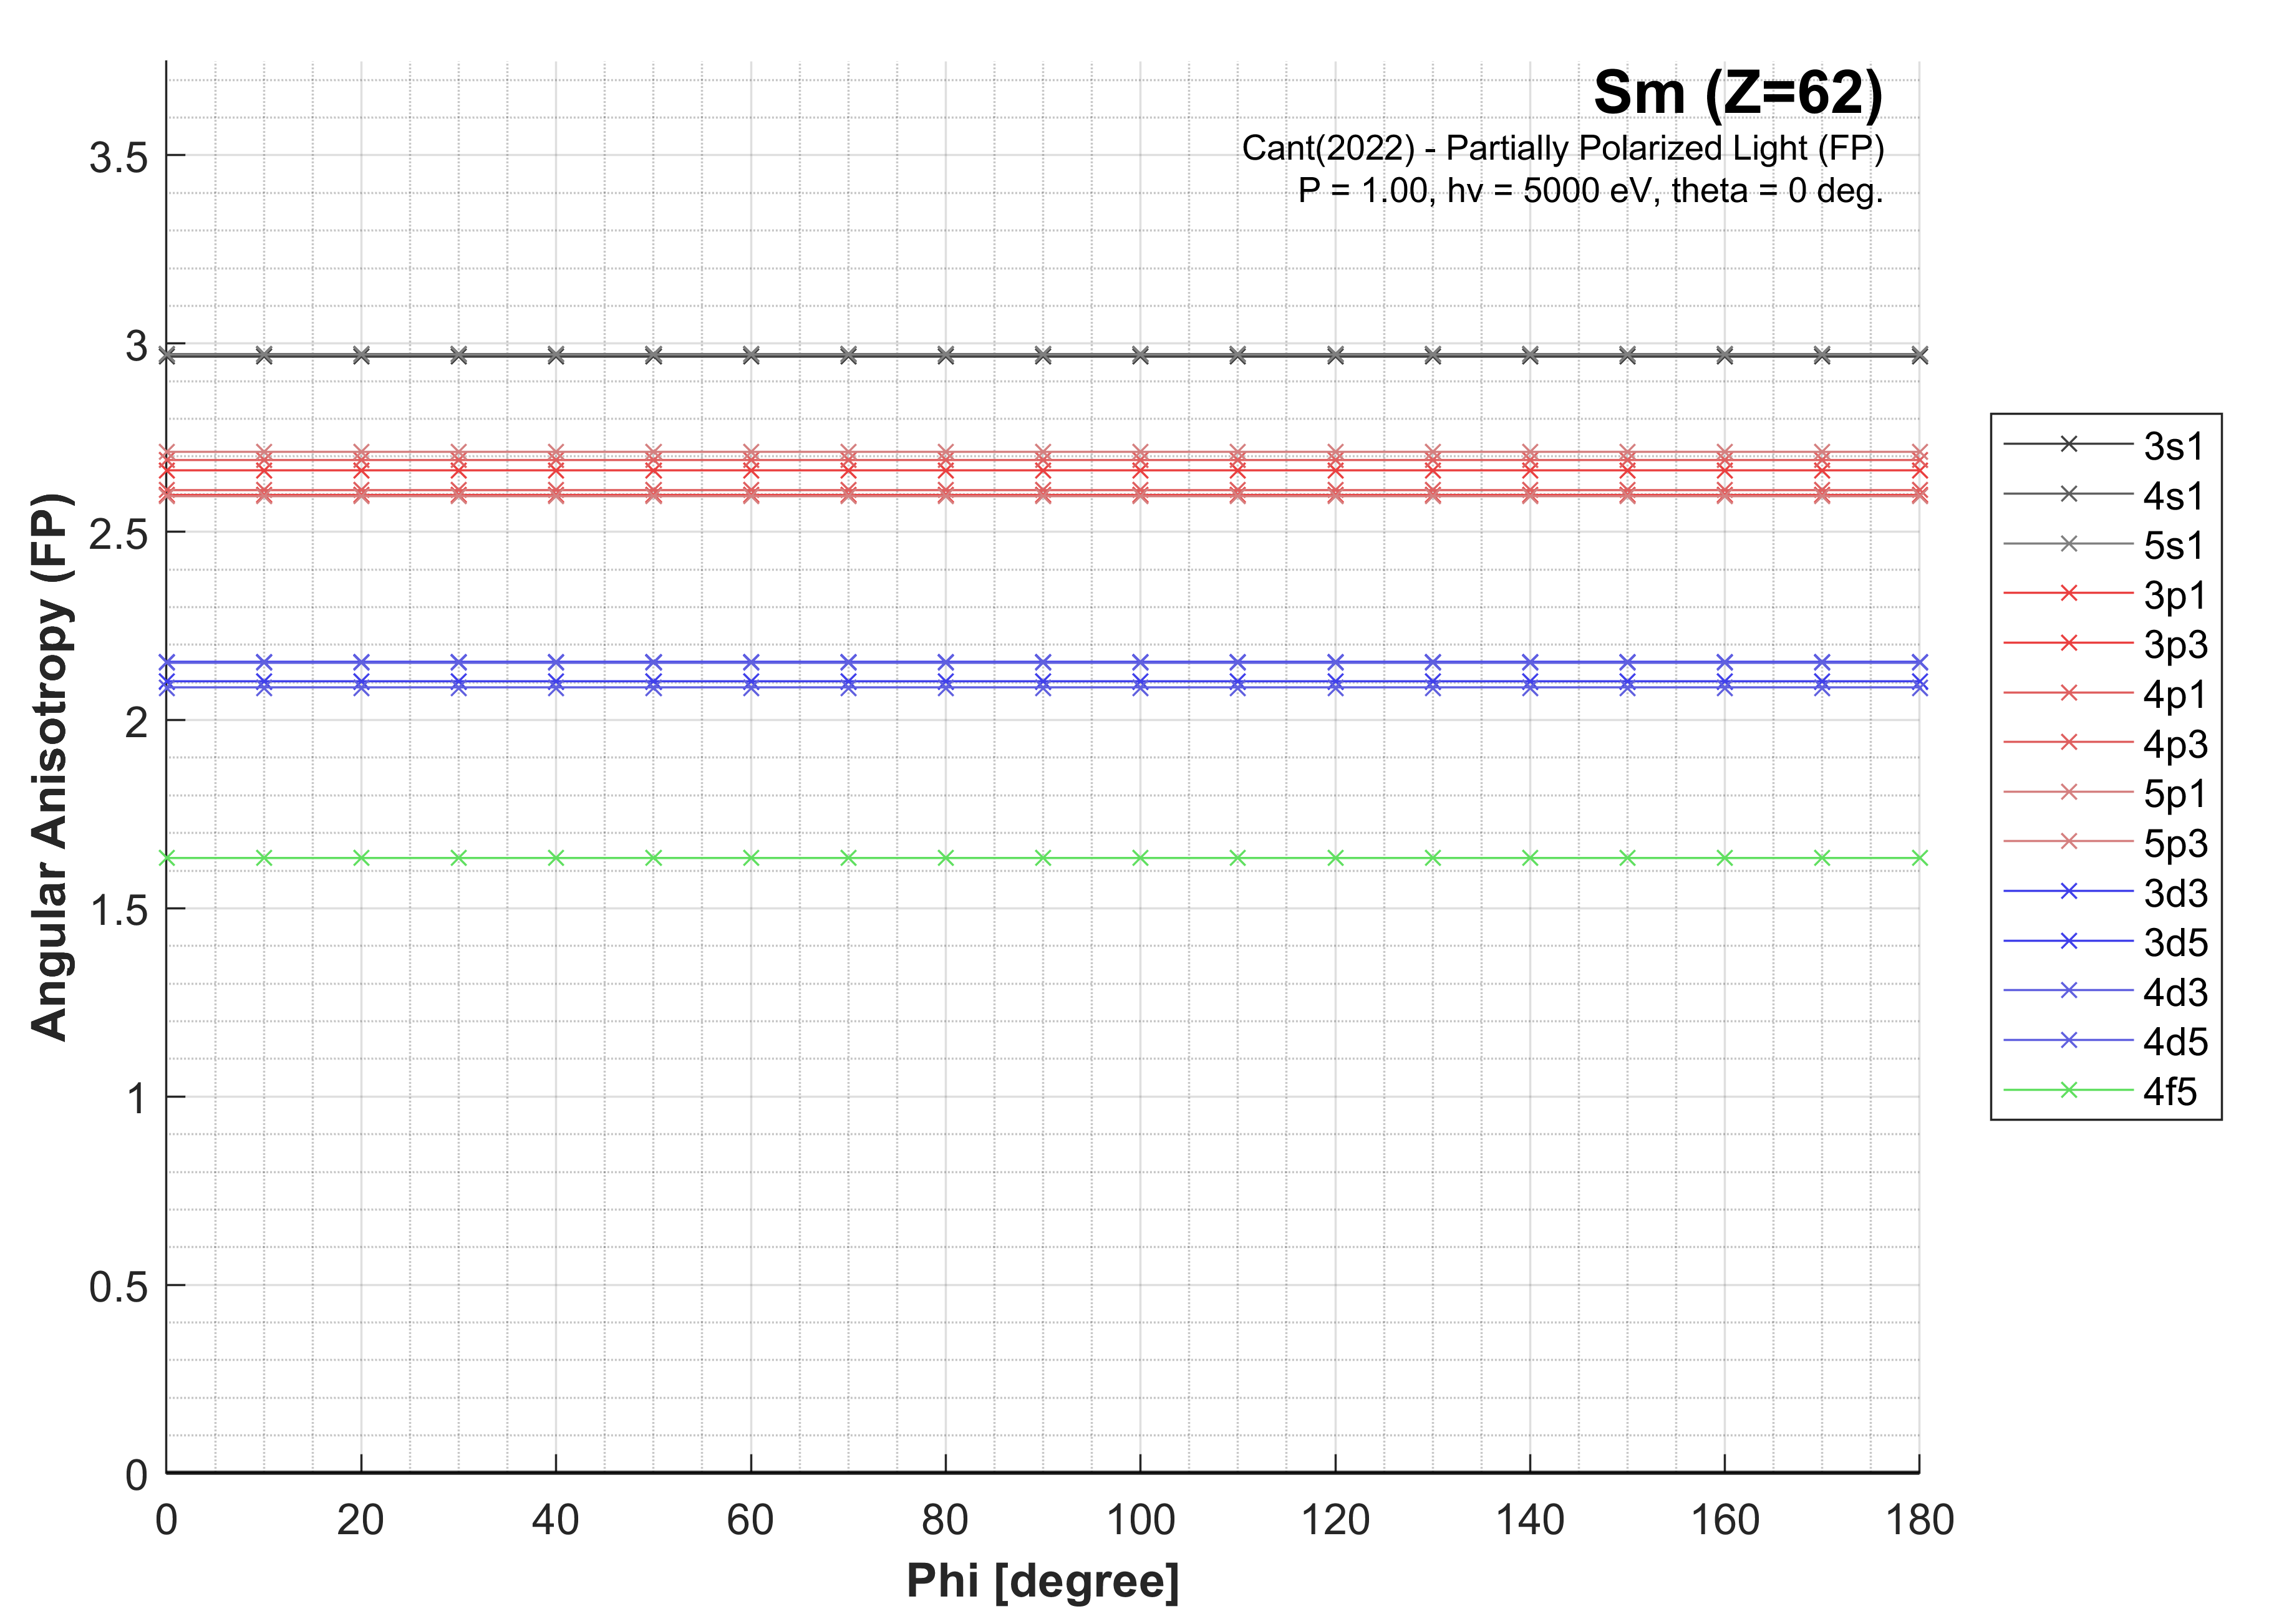 Sm (Z=62)
Cant(2022) - Partially Polarized Light (FP)
P = 1.00, hv = 5000 eV, theta = 0 deg.
Angular Anisotropy (FP)
3.5
3
2.5
2
1.5
1
0.5
0
0 20 40 60 80 100 120 140 160 180
Phi [degree]
3s1
4s1
5s1
3p1
3p3
4p1
4p3
5p1
5p3
3d3
3d5
4d3
4d5
4f5